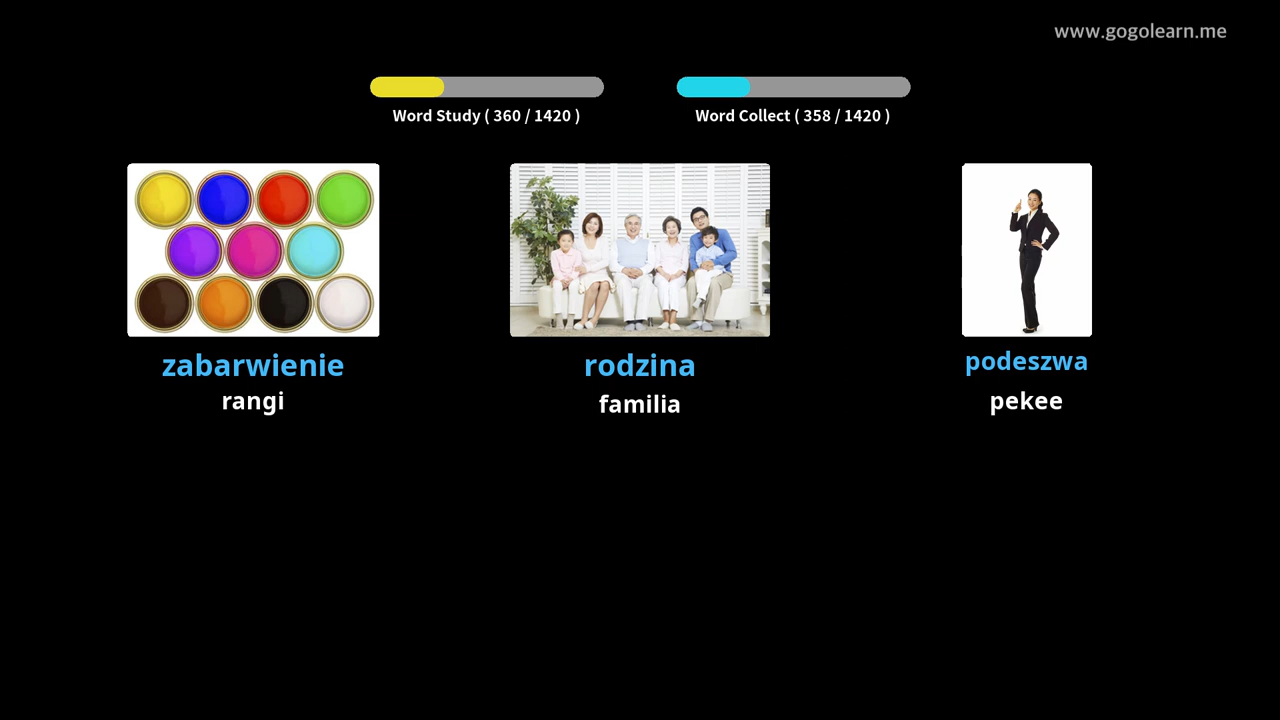 www.gogolearn.me
Word Study ( 360 / 1420 )
Word Collect ( 358 / 1420 )
zabarwienie
rangi
rodzina
familia
podeszwa
pekee